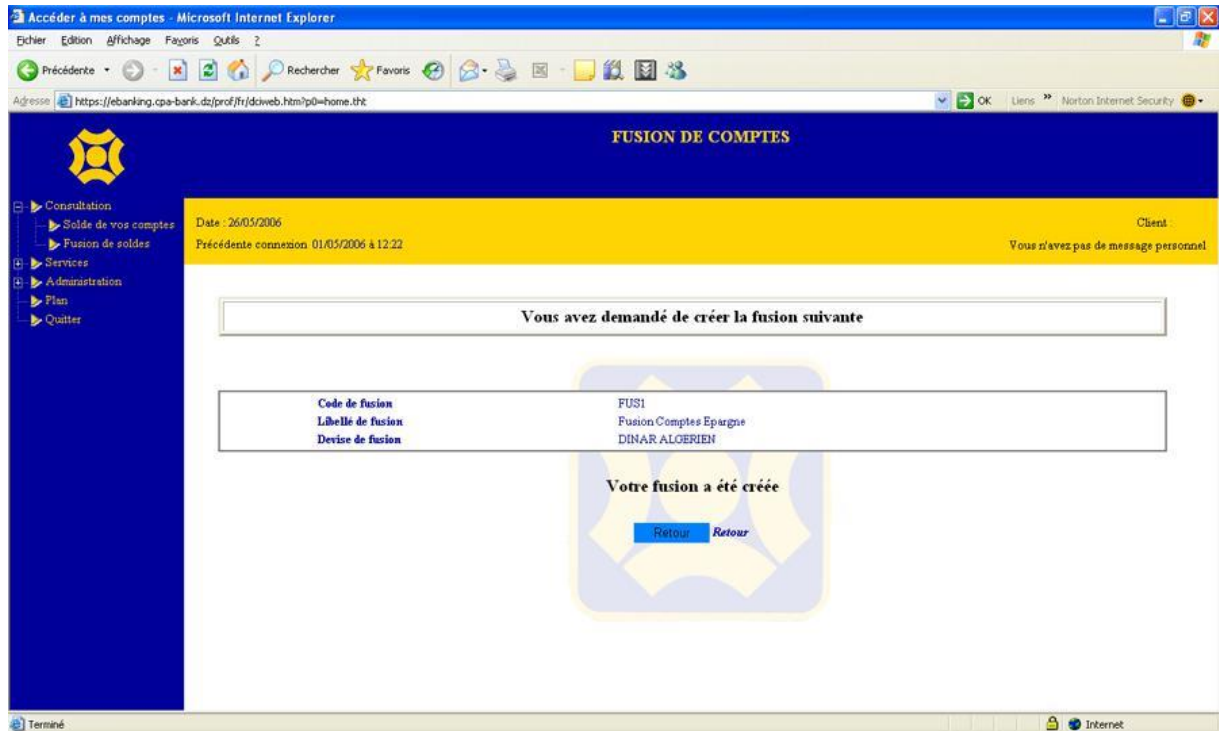 Accéder à mes comptes - Microsoft Internet Explorer
Fichier Edition Affichage Favoris Outils ?
Précédente Rechercher Favoris
Adresse https://ebanking.cpa-bank.dz/prof/fr/dciweb.htm?p0=home.tht OK Liens » Norton Internet Security
FUSION DE COMPTES
Consultation
Solde de vos comptes
Fusion de soldes
Services
Administration
Plan
Quitter
Date : 26/05/2006 Client :
Précédente connexion 01/05/2006 à 12:22 Vous n'avez pas de message personnel
Vous avez demandé de créer la fusion suivante
Code de fusion FUS1
Libellé de fusion Fusion Comptes Epargne
Devise de fusion DINAR ALGERIEN
Votre fusion a été créée
Retour Retour
Terminé Internet